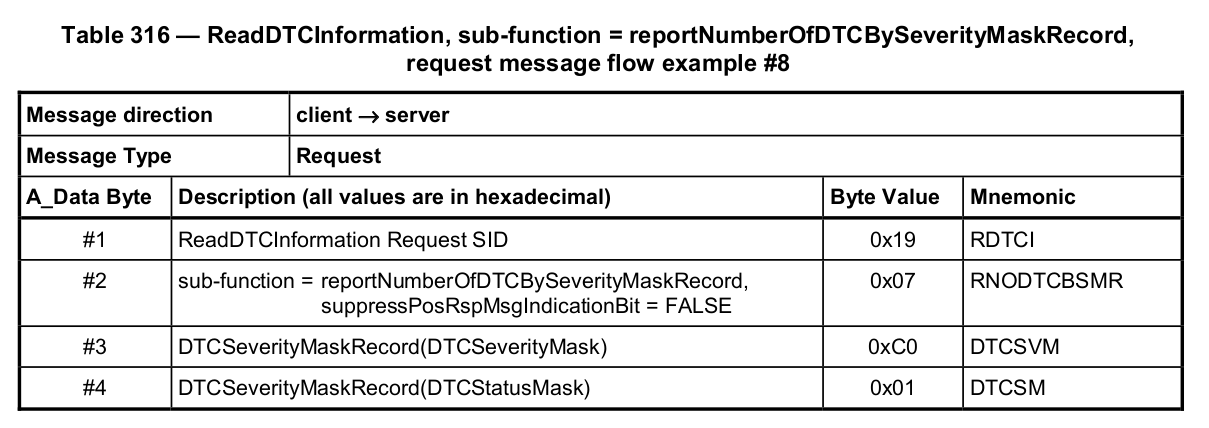 Table 316 — ReadDTCInformation, sub-function = reportNumberOfDTCBySeverityMaskRecord,
request message flow example #8
Message direction client → server
Message Type Request
A_Data Byte Description (all values are in hexadecimal) Byte Value Mnemonic
#1 ReadDTCInformation Request SID 0x19 RDTCI
#2 sub-function = reportNumberOfDTCBySeverityMaskRecord, 0x07 RNODTCBSMR
suppressPosRspMsgIndicationBit = FALSE
#3 DTCSeverityMaskRecord(DTCSeverityMask) 0xC0 DTCSVM
#4 DTCSeverityMaskRecord(DTCStatusMask) 0x01 DTCSM